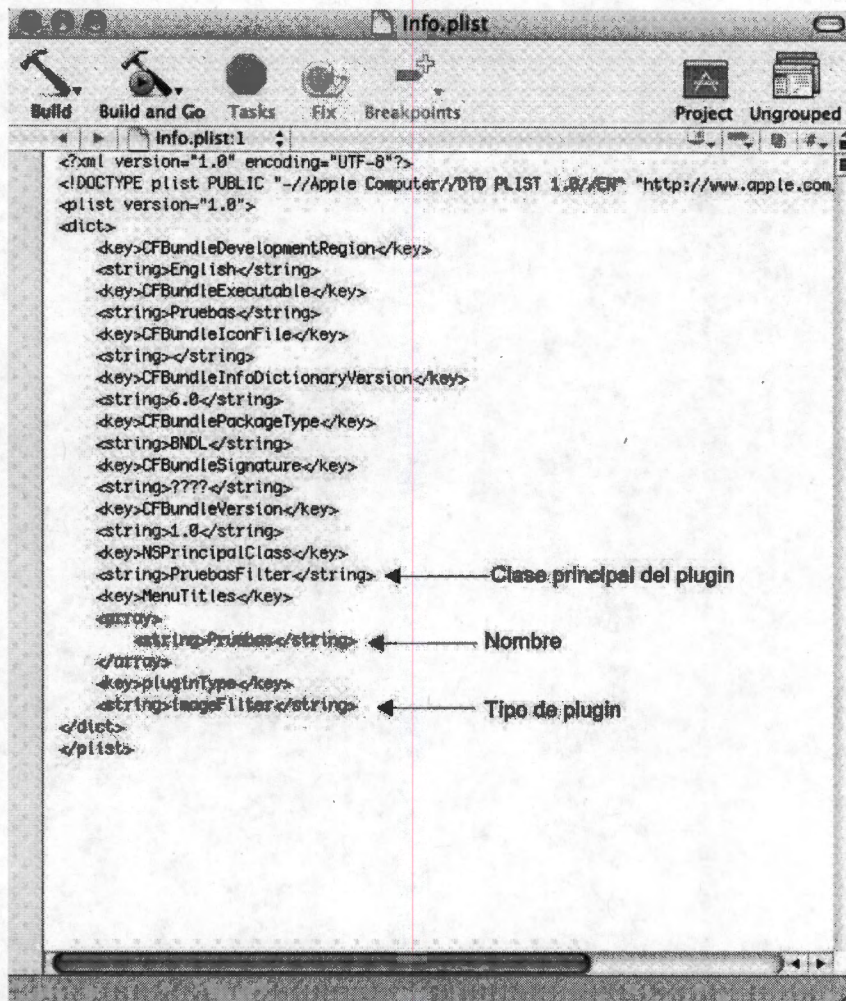 Info.plist
Build
Build and Go
Tasks
Fix
Breakpoints
Project
Ungrouped
Info.plist:1
<?xml version="1.0" encoding="UTF-8"?>
<!DOCTYPE plist PUBLIC "-//Apple Computer//DTD PLIST 1.0//EN" "http://www.apple.com.
<plist version="1.0">
<dict>
<key>CFBundleDevelopmentRegion</key>
<string>English</string>
<key>CFBundleExecutable</key>
<string>Pruebas</string>
<key>CFBundleIconFile</key>
<string></string>
<key>CFBundleInfoDictionaryVersion</key>
<string>6.0</string>
<key>CFBundlePackageType</key>
<string>BNDL</string>
<key>CFBundleSignature</key>
<string>????</string>
<key>CFBundleVersion</key>
<string>1.0</string>
<key>NSPrincipalClass</key>
<string>PruebasFilter</string> Clase principal del plugin
<key>MenuTitles</key>
<array>
<string>Pruebas</string> Nombre
</array>
<key>pluginType</key>
<string>imageFilter</string> Tipo de plugin
</dict>
</plist>